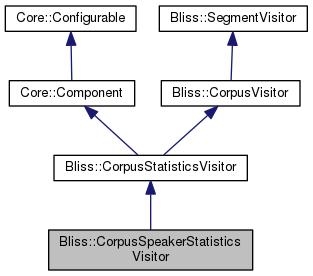 Core::Configurable
Bliss::SegmentVisitor
Core::Component
Bliss::CorpusVisitor
Bliss::CorpusStatisticsVisitor
Bliss::CorpusSpeakerStatistics
Visitor